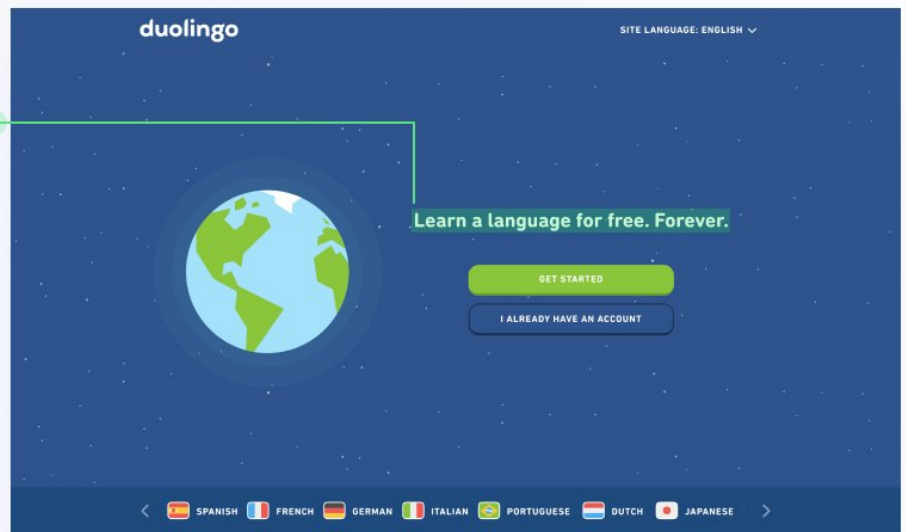 duolingo
SITE LANGUAGE: ENGLISH
Learn a language for free. Forever.
GET STARTED
I ALREADY HAVE AN ACCOUNT
SPANISH FRENCH GERMAN ITALIAN PORTUGUESE DUTCH JAPANESE